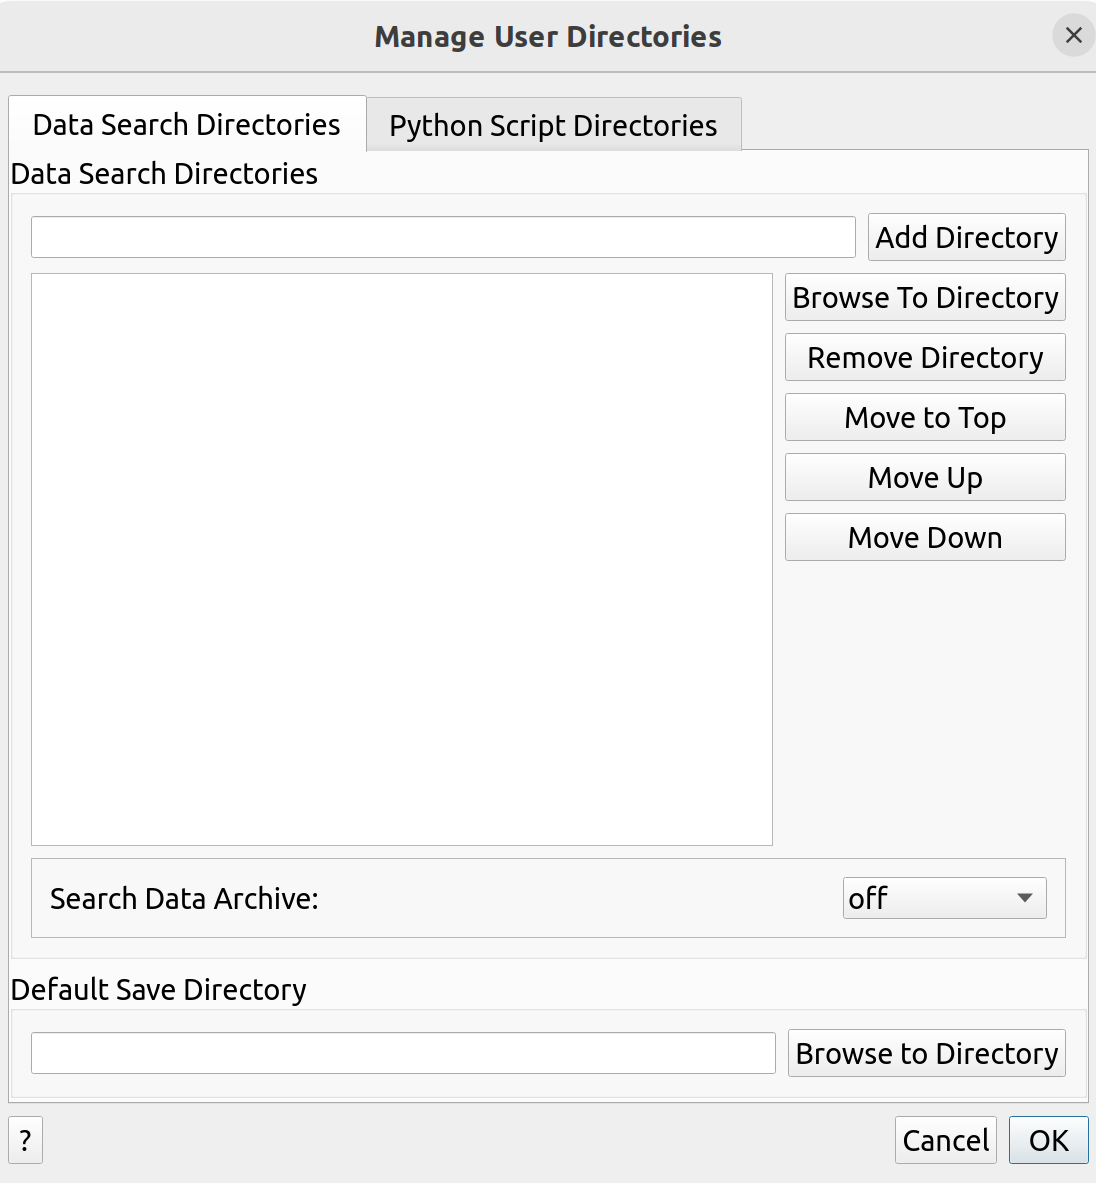 Manage User Directories
Data Search Directories
Python Script Directories
Data Search Directories
Add Directory
Browse To Directory
Remove Directory
Move to Top
Move Up
Move Down
Search Data Archive:
off
Default Save Directory
Browse to Directory
?
Cancel
OK